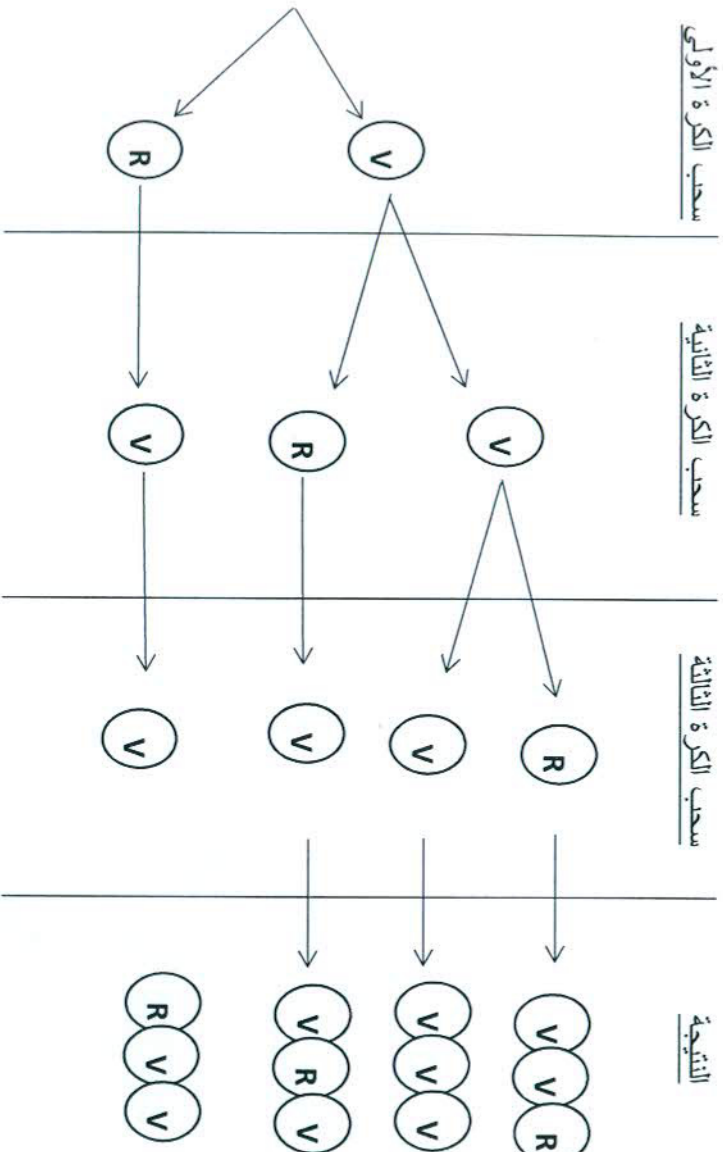 سحب الكرة الأولى
V
R
سحب الكرة الثانية
V
R
V
سحب الكرة الثالثة
R
V
V
V
النتيجة
V V R
V V V
V R V
R V V